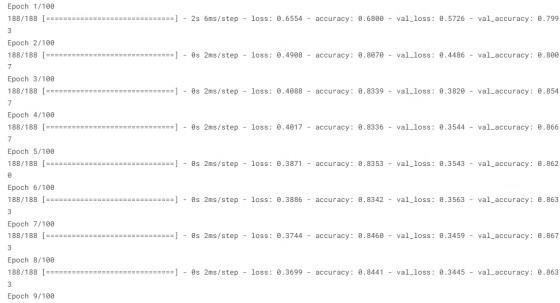 Epoch 1/100
188/188 [==============================] - 2s 6ms/step - loss: 0.6554 - accuracy: 0.6800 - val_loss: 0.5726 - val_accuracy: 0.799
3
Epoch 2/100
188/188 [==============================] - 0s 2ms/step - loss: 0.4908 - accuracy: 0.8070 - val_loss: 0.4486 - val_accuracy: 0.800
7
Epoch 3/100
188/188 [==============================] - 0s 2ms/step - loss: 0.4088 - accuracy: 0.8339 - val_loss: 0.3820 - val_accuracy: 0.854
7
Epoch 4/100
188/188 [==============================] - 0s 2ms/step - loss: 0.4017 - accuracy: 0.8336 - val_loss: 0.3544 - val_accuracy: 0.866
7
Epoch 5/100
188/188 [==============================] - 0s 2ms/step - loss: 0.3871 - accuracy: 0.8353 - val_loss: 0.3543 - val_accuracy: 0.862
0
Epoch 6/100
188/188 [==============================] - 0s 2ms/step - loss: 0.3886 - accuracy: 0.8342 - val_loss: 0.3563 - val_accuracy: 0.863
3
Epoch 7/100
188/188 [==============================] - 0s 2ms/step - loss: 0.3744 - accuracy: 0.8460 - val_loss: 0.3459 - val_accuracy: 0.867
3
Epoch 8/100
188/188 [==============================] - 0s 2ms/step - loss: 0.3699 - accuracy: 0.8441 - val_loss: 0.3445 - val_accuracy: 0.863
3
Epoch 9/100